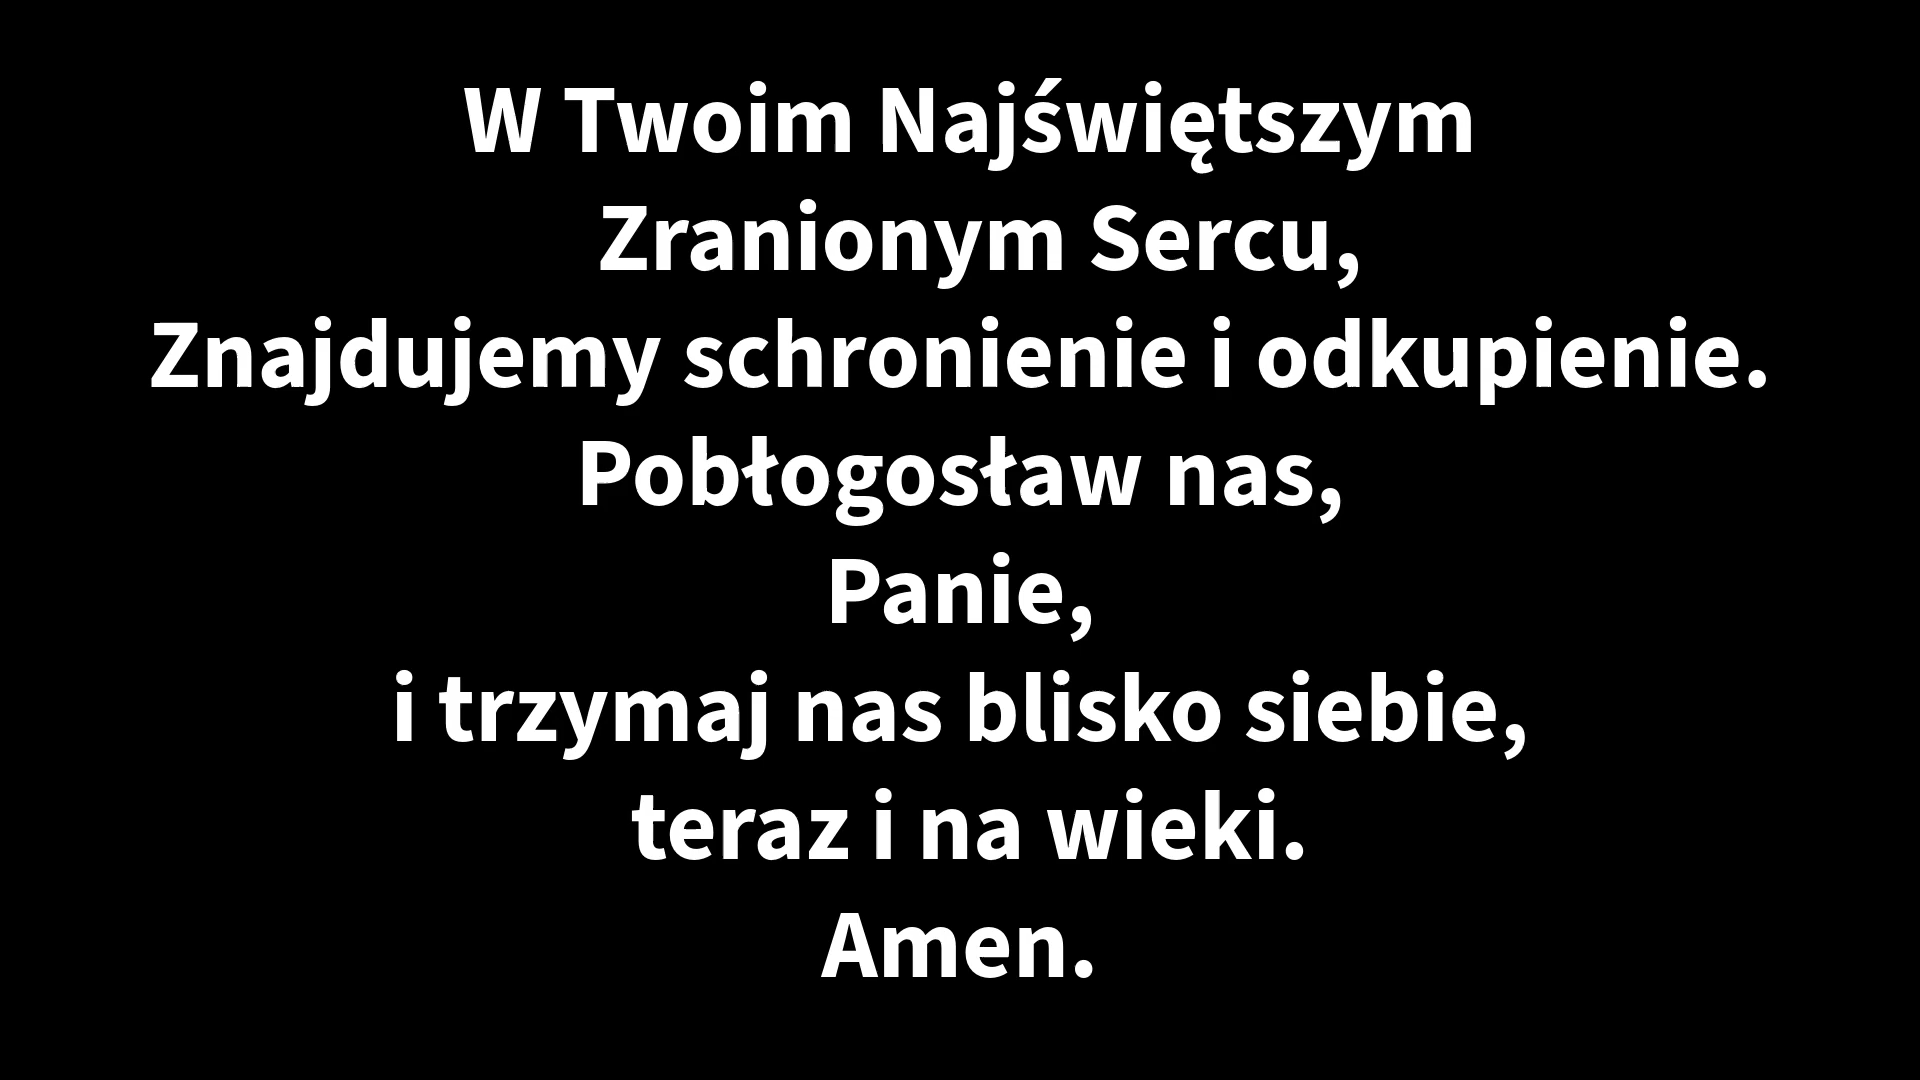 W Twoim Najświętszym
Zranionym Sercu,
Znajdujemy schronienie i odkupienie.
Pobłogosław nas,
Panie,
i trzymaj nas blisko siebie,
teraz i na wieki.
Amen.